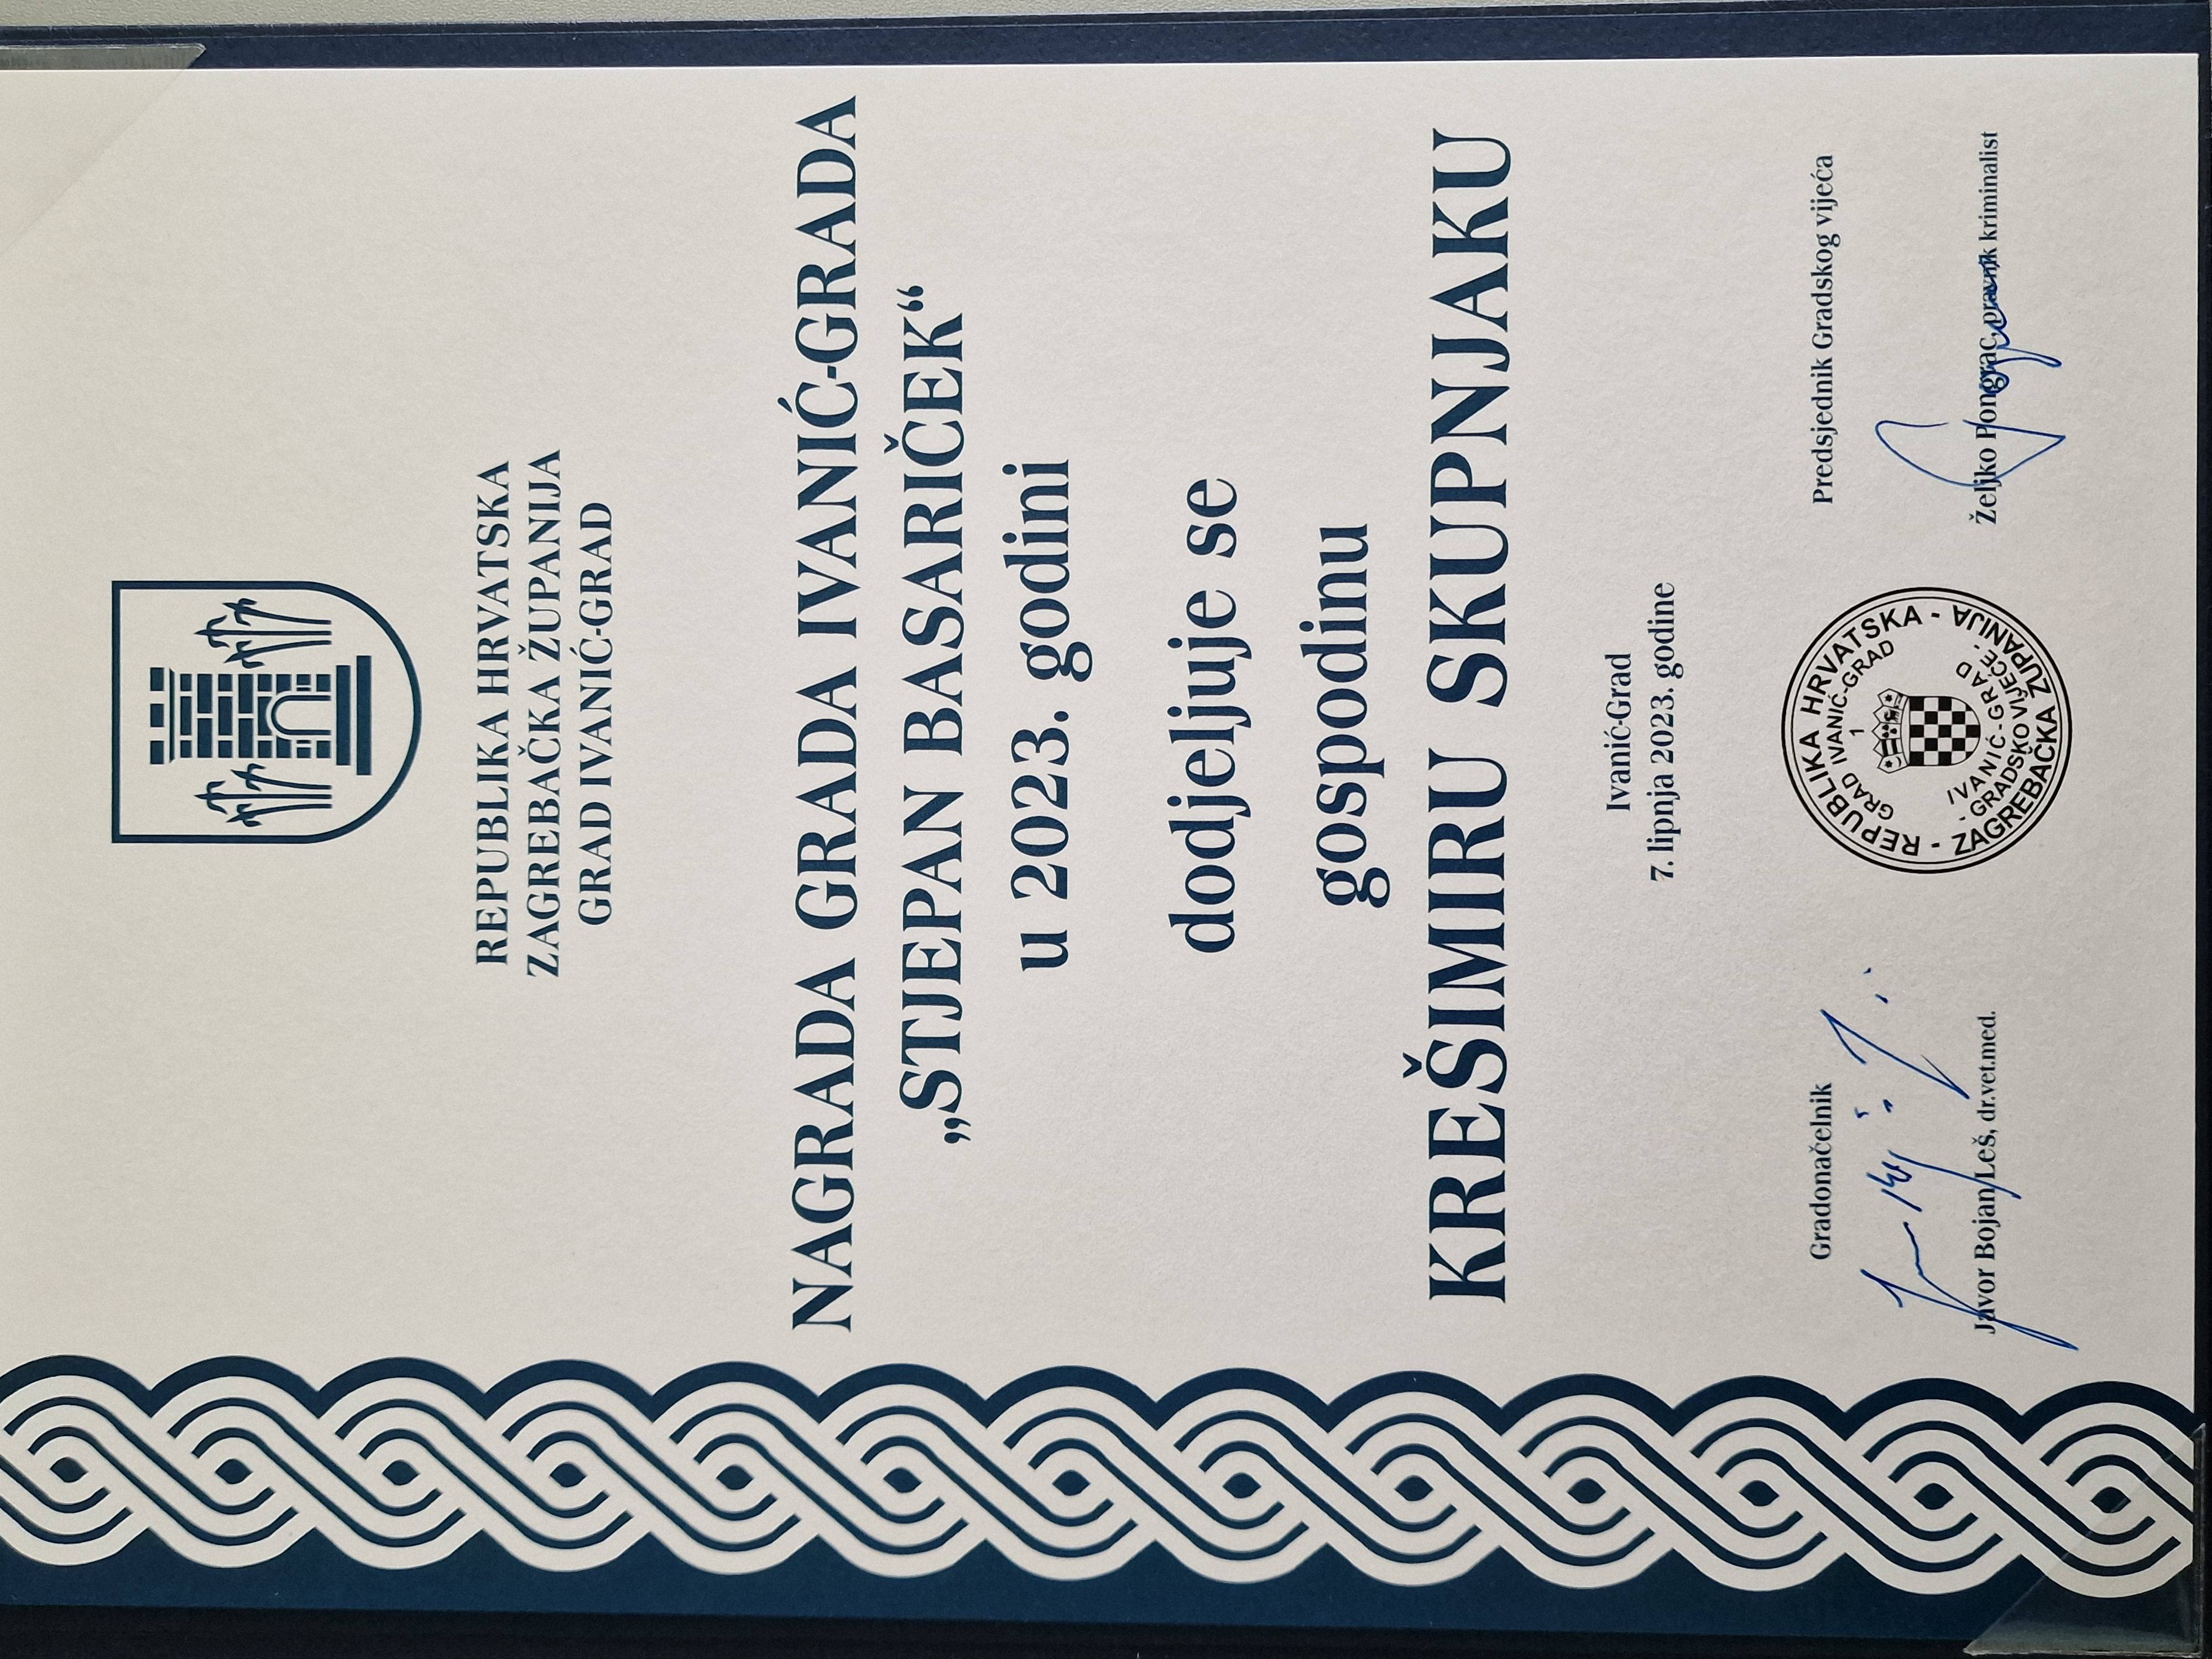 REPUBLIKA HRVATSKA
ZAGREBAČKA ŽUPANIJA
GRAD IVANIĆ-GRAD
NAGRADA GRADA IVANIĆ-GRADA
„STJEPAN BASARIČEK“
u 2023. godini
dodjeljuje se
gospodinu
KREŠIMIRU SKUPNJAKU
Ivanić-Grad
7. lipnja 2023. godine
Gradonačelnik
Javor Bojan Leš, dr.vet.med.
REPUBLIKA HRVATSKA - ZAGREBAČKA ŽUPANIJA -
GRAD IVANIĆ-GRAD
1
IVANIĆ-GRAD
- GRADSKO VIJEĆE -
Predsjednik Gradskog vijeća
Željko Pongrac, pravnik kriminalist